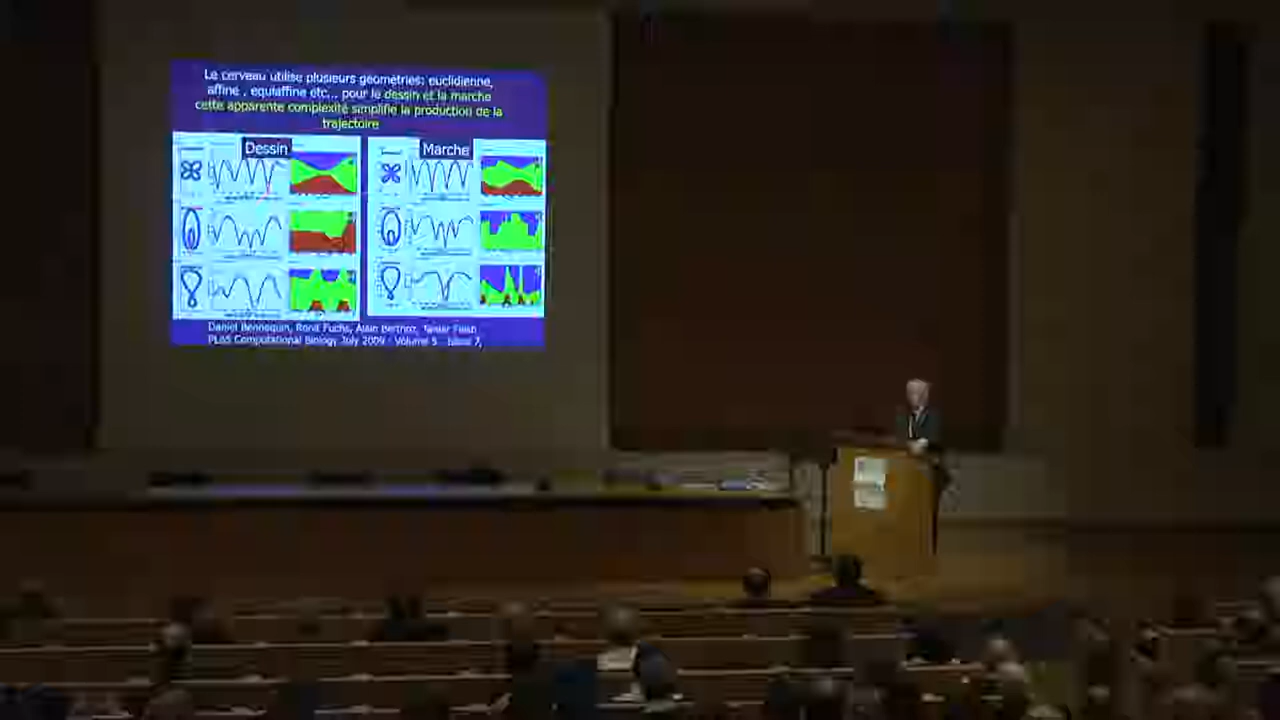 Le cerveau utilise plusieurs géométries: euclidienne,
affine , equiaffine etc... pour le dessin et la marche
cette apparente complexité simplifie la production de la
trajectoire
Dessin
Marche
Daniel Bennequin, Ronit Fuchs, Alain Berthoz, Tamar Flash
PLoS Computational Biology July 2009 Volume 5 Issue 7,